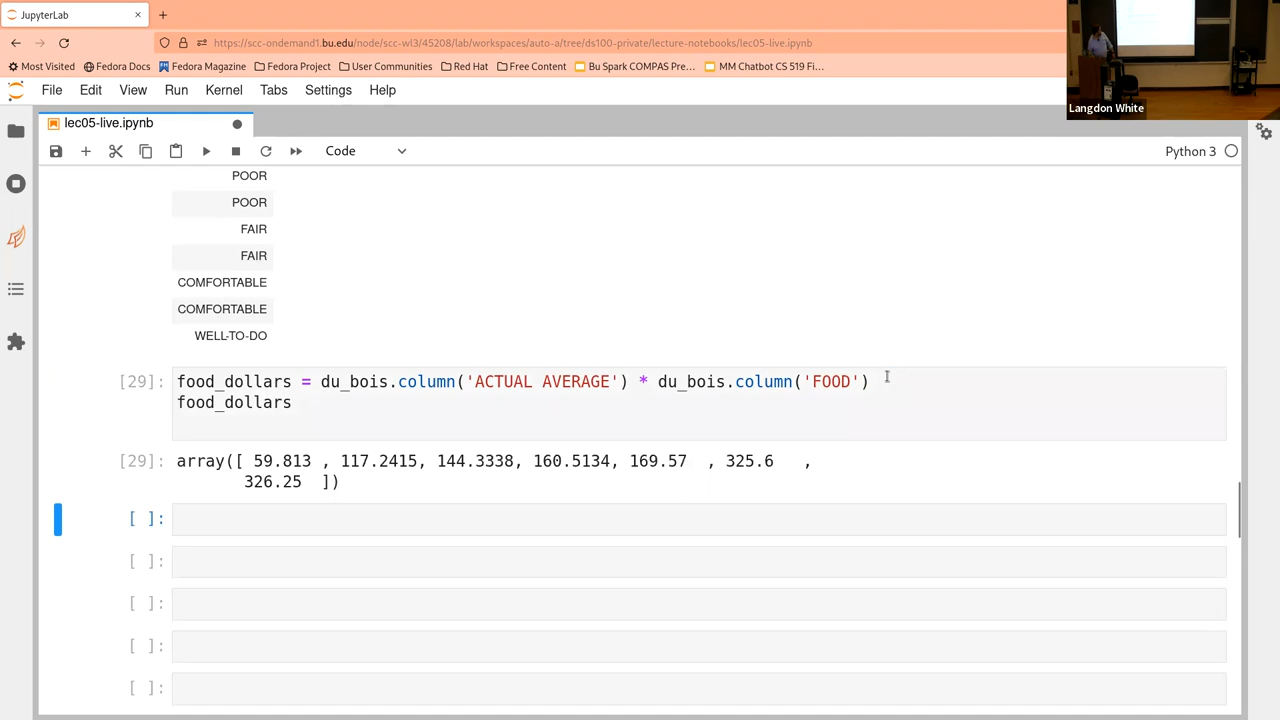 JupyterLab
https://scc-ondemand1.bu.edu/node/scc-wl3/45208/lab/workspaces/auto-a/tree/ds100-private/lecture-notebooks/lec05-live.ipynb
Most Visited Fedora Docs Fedora Magazine Fedora Project User Communities Red Hat Free Content Bu Spark COMPAS Pre… MM Chatbot CS 519 Fi…
Langdon White
File Edit View Run Kernel Tabs Settings Help
lec05-live.ipynb
Code
Python 3
POOR
POOR
FAIR
FAIR
COMFORTABLE
COMFORTABLE
WELL-TO-DO
[29]: food_dollars = du_bois.column('ACTUAL AVERAGE') * du_bois.column('FOOD')
food_dollars
[29]: array([ 59.813 , 117.2415, 144.3338, 160.5134, 169.57 , 325.6 ,
326.25 ])
[ ]:
[ ]:
[ ]:
[ ]:
[ ]: